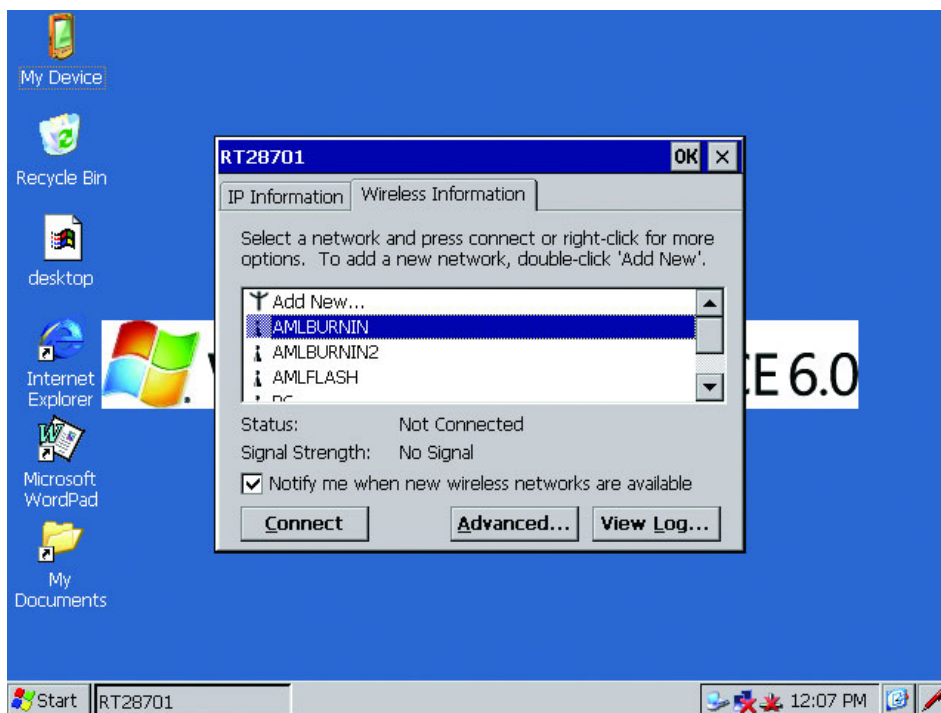 My Device
Recycle Bin
desktop
Internet
Explorer
Microsoft
WordPad
My
Documents
RT28701
OK
IP Information
Wireless Information
Select a network and press connect or right-click for more
options. To add a new network, double-click 'Add New'.
Add New...
AMLBURNIN
AMLBURNIN2
AMLFLASH
Status: Not Connected
Signal Strength: No Signal
Notify me when new wireless networks are available
Connect
Advanced...
View Log...
CE 6.0
Start
RT28701
12:07 PM